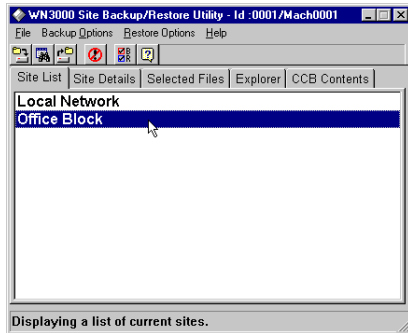 WN3000 Site Backup/Restore Utility - Id :0001/Mach0001
File Backup Options Restore Options Help
Site List Site Details Selected Files Explorer CCB Contents
Local Network
Office Block
Displaying a list of current sites.